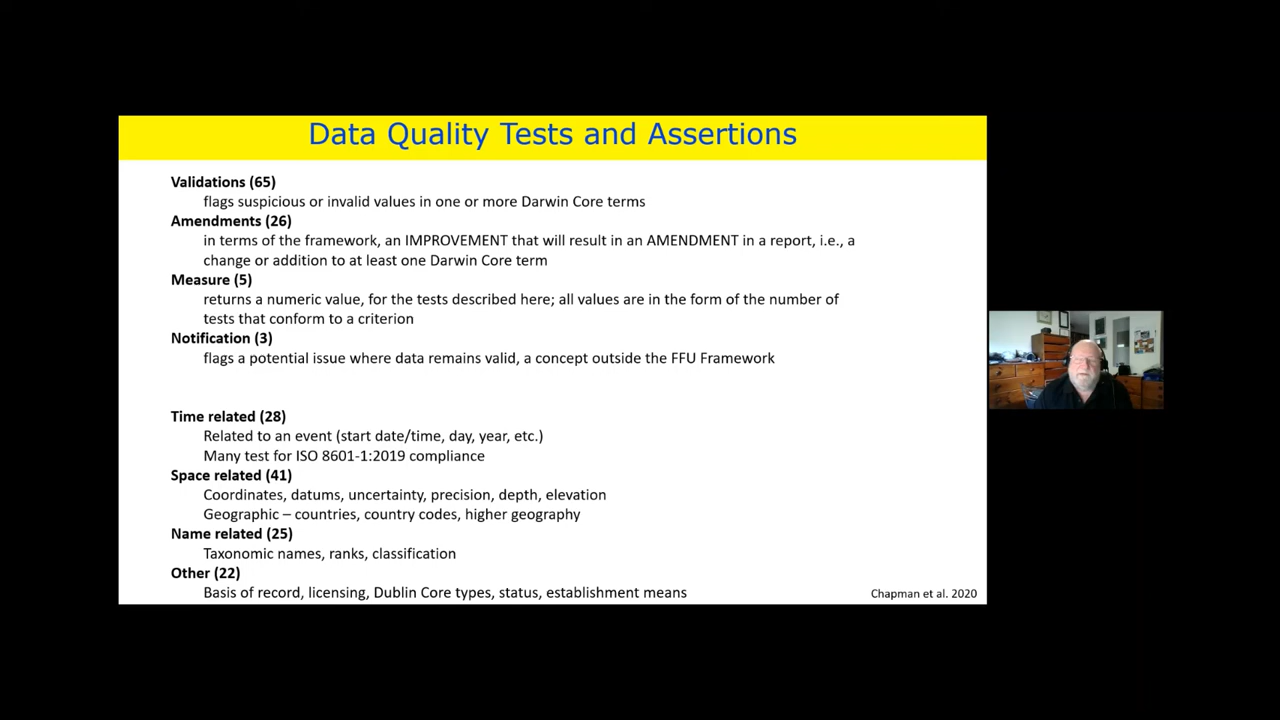 Data Quality Tests and Assertions
Validations (65)
flags suspicious or invalid values in one or more Darwin Core terms
Amendments (26)
in terms of the framework, an IMPROVEMENT that will result in an AMENDMENT in a report, i.e., a
change or addition to at least one Darwin Core term
Measure (5)
returns a numeric value, for the tests described here; all values are in the form of the number of
tests that conform to a criterion
Notification (3)
flags a potential issue where data remains valid, a concept outside the FFU Framework
Time related (28)
Related to an event (start date/time, day, year, etc.)
Many test for ISO 8601-1:2019 compliance
Space related (41)
Coordinates, datums, uncertainty, precision, depth, elevation
Geographic – countries, country codes, higher geography
Name related (25)
Taxonomic names, ranks, classification
Other (22)
Basis of record, licensing, Dublin Core types, status, establishment means
Chapman et al. 2020